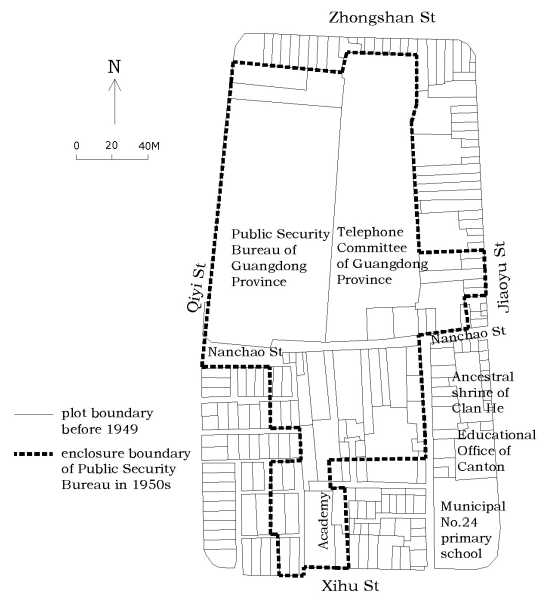 Zhongshan St
N
0 20 40M
Public Security
Bureau of
Guangdong
Province
Telephone
Committee
of Guangdong
Province
Qiyi St
Jiaoyu St
Nanchao St
Nanchao St
Ancestral
shrine of
Clan He
Educational
Office of
Canton
Municipal
No.24
primary
school
Academy
plot boundary
before 1949
enclosure boundary
of Public Security
Bureau in 1950s
Xihu St